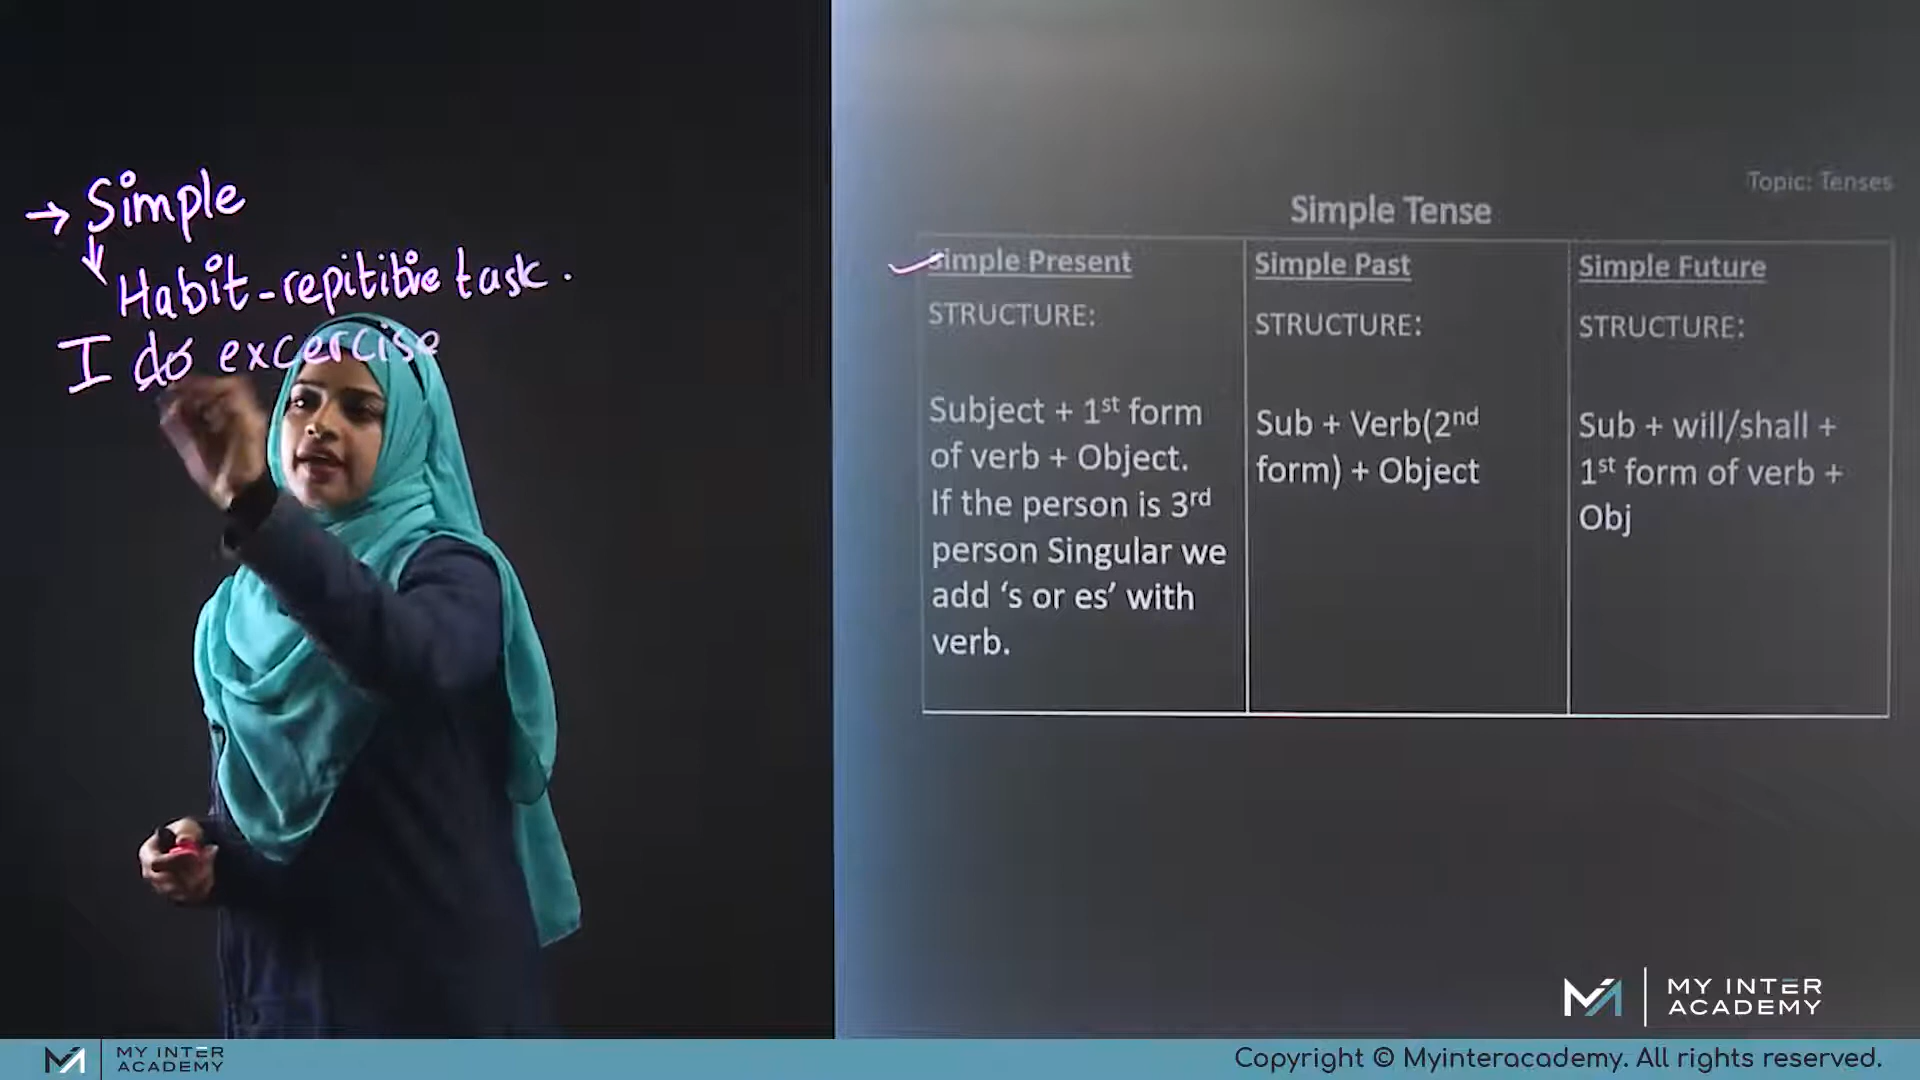 → Simple
Habit-repititive task.
I do excercise
Topic: Tenses
Simple Tense
Simple Present
STRUCTURE:
Subject + 1st form
of verb + Object.
If the person is 3rd
person Singular we
add ‘s or es’ with
verb.
Simple Past
STRUCTURE:
Sub + Verb(2nd
form) + Object
Simple Future
STRUCTURE:
Sub + will/shall +
1st form of verb +
Obj
MY INTER
ACADEMY
MY INTER
ACADEMY
Copyright © Myinteracademy. All rights reserved.